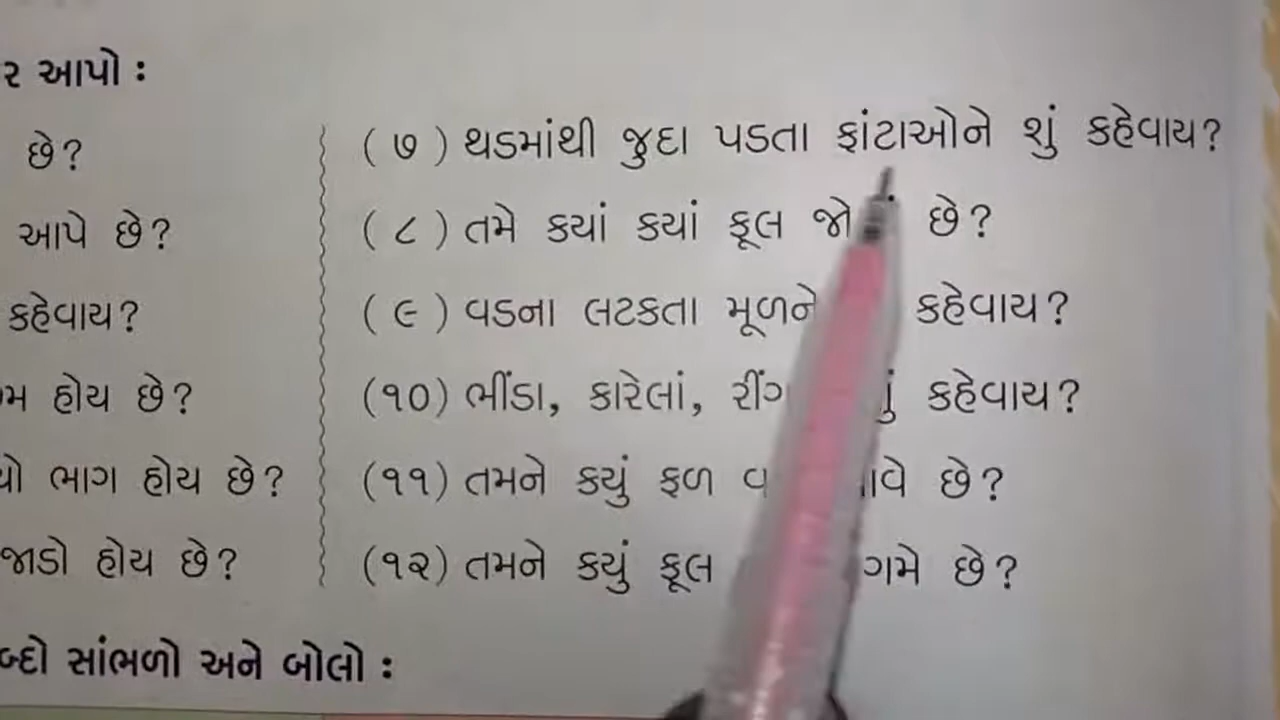 ર આપો :
છે?
આપે છે?
કહેવાય?
હોય છે?
ભાગ હોય છે?
જાડો હોય છે?
(૭) થડમાંથી જુદા પડતા ફાંટાઓને શું કહેવાય?
(૮) તમે કયાં કયાં ફૂલ છે?
(૯) વડના લટકતા મૂળને કહેવાય?
(૧૦) ભીંડા, કારેલાં, કહેવાય?
(૧૧) તમને કયું ફળ છે?
(૧૨) તમને કયું ફૂલ ગમે છે?
સાંભળો અને બોલો :